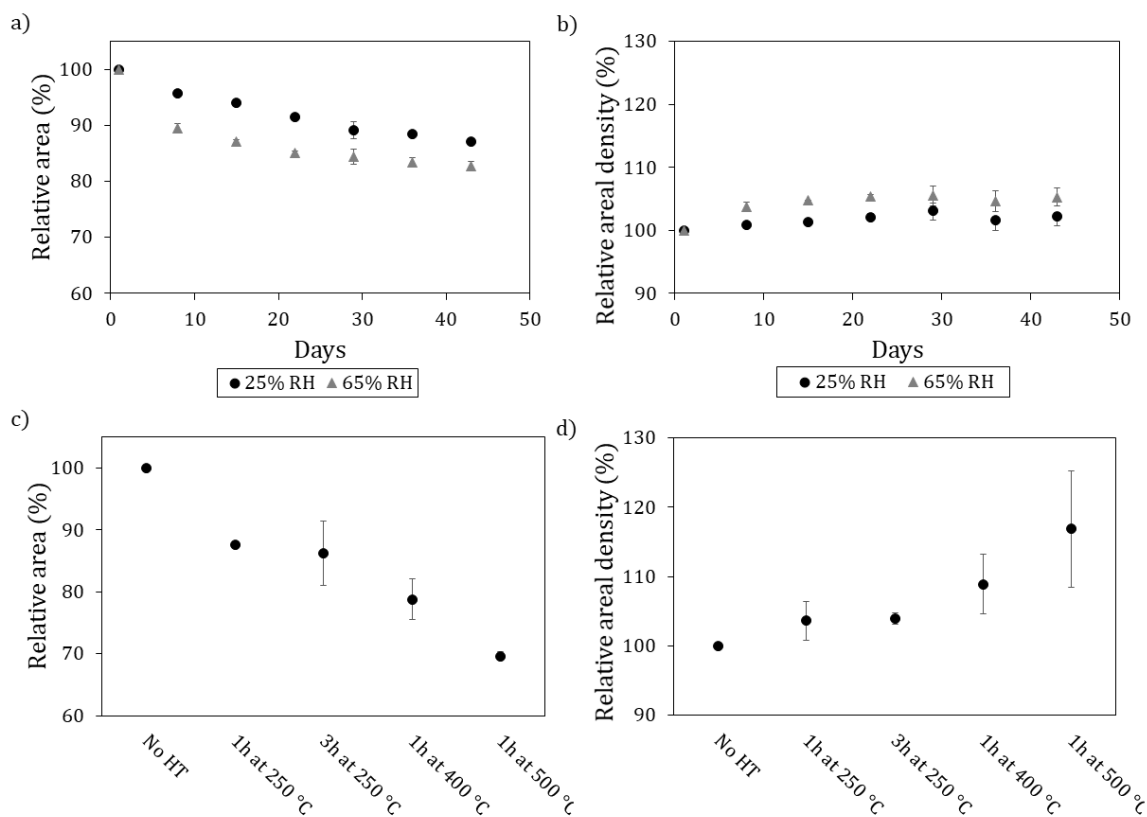 a)
Relative area (%)
100
90
80
70
60
0 10 20 30 40 50
Days
25% RH 65% RH
b)
Relative areal density (%)
130
120
110
100
90
0 10 20 30 40 50
Days
25% RH 65% RH
c)
Relative area (%)
100
90
80
70
60
No HT
1h at 250 °C
3h at 250 °C
1h at 400 °C
1h at 500 °C
d)
Relative areal density (%)
130
120
110
100
90
No HT
1h at 250 °C
3h at 250 °C
1h at 400 °C
1h at 500 °C